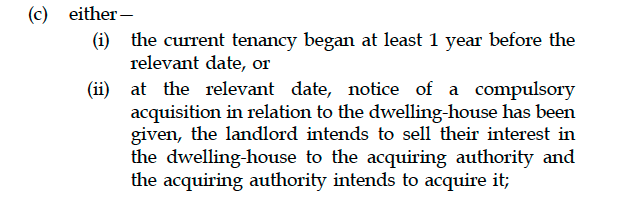 (c) either—
(i) the current tenancy began at least 1 year before the
relevant date, or
(ii) at the relevant date, notice of a compulsory
acquisition in relation to the dwelling-house has been
given, the landlord intends to sell their interest in
the dwelling-house to the acquiring authority and
the acquiring authority intends to acquire it;